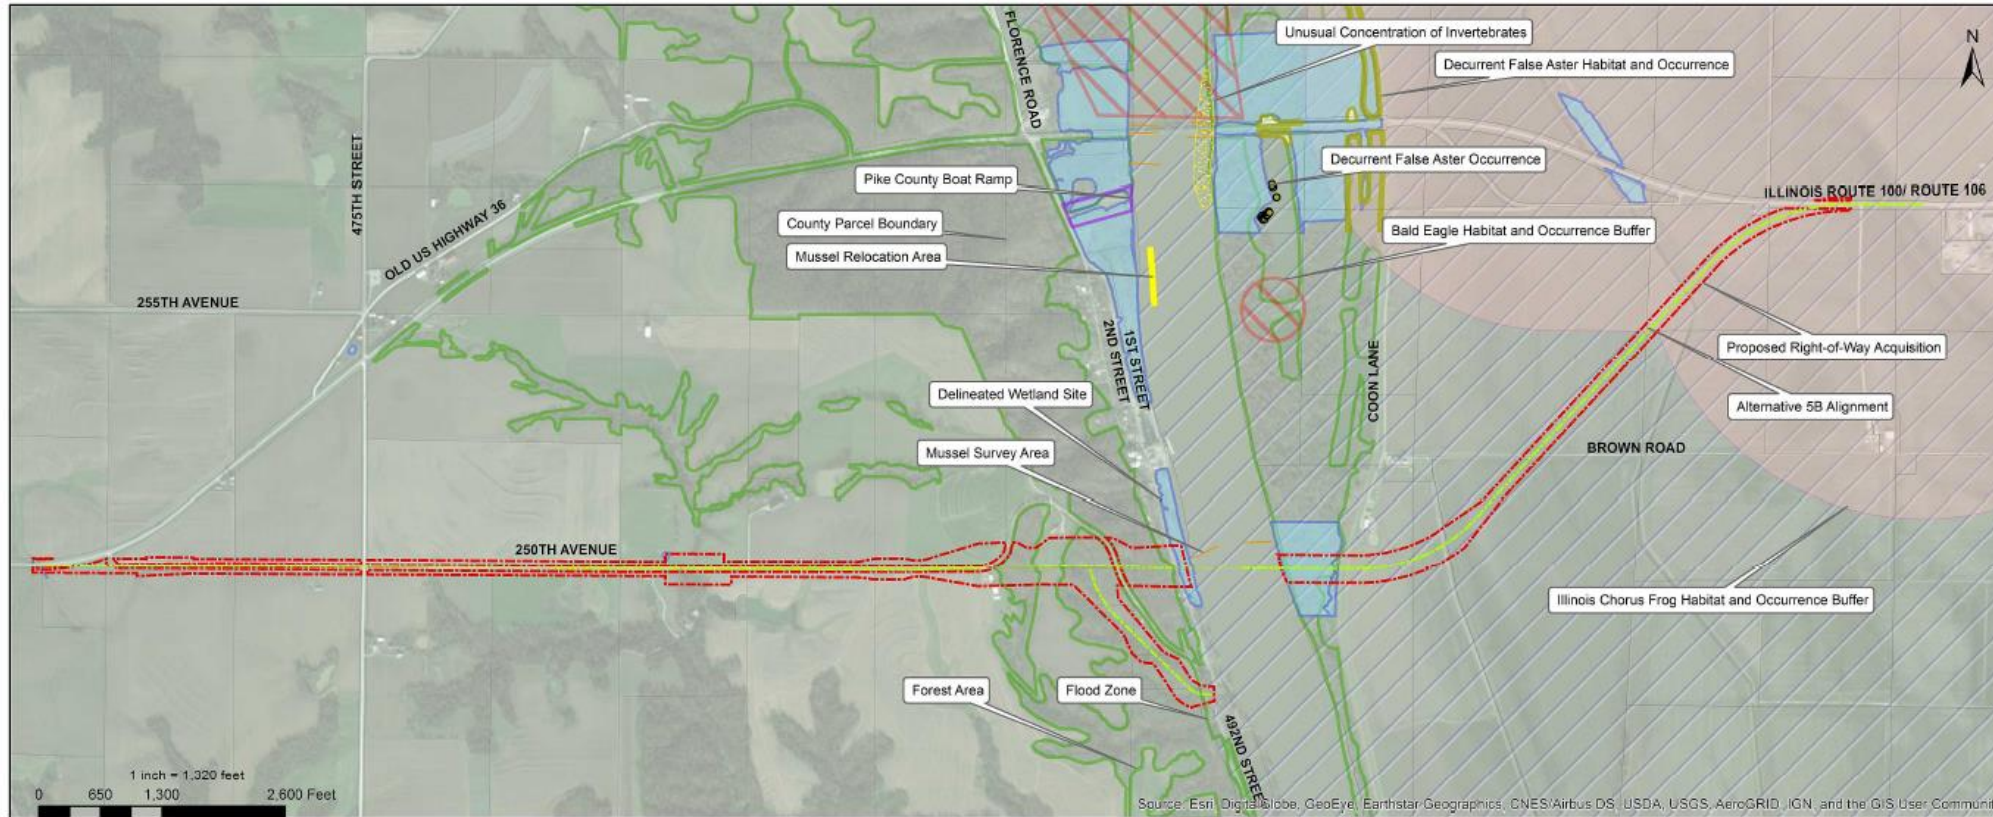 FLORENCE ROAD
Unusual Concentration of Invertebrates
N
Decurrent False Aster Habitat and Occurrence
475TH STREET
Decurrent False Aster Occurrence
Pike County Boat Ramp
ILLINOIS ROUTE 100/ ROUTE 106
OLD US HIGHWAY 36
County Parcel Boundary
Bald Eagle Habitat and Occurrence Buffer
Mussel Relocation Area
255TH AVENUE
2ND STREET
1ST STREET
COON LANE
Proposed Right-of-Way Acquisition
Delineated Wetland Site
Alternative 5B Alignment
Mussel Survey Area
BROWN ROAD
250TH AVENUE
Illinois Chorus Frog Habitat and Occurrence Buffer
Forest Area
Flood Zone
492ND STREET
1 inch = 1,320 feet
0 650 1,300 2,600 Feet
Source: Esri, DigitalGlobe, GeoEye, Earthstar Geographics, CNES/Airbus DS, USDA, USGS, AeroGRID, IGN, and the GIS User Communit